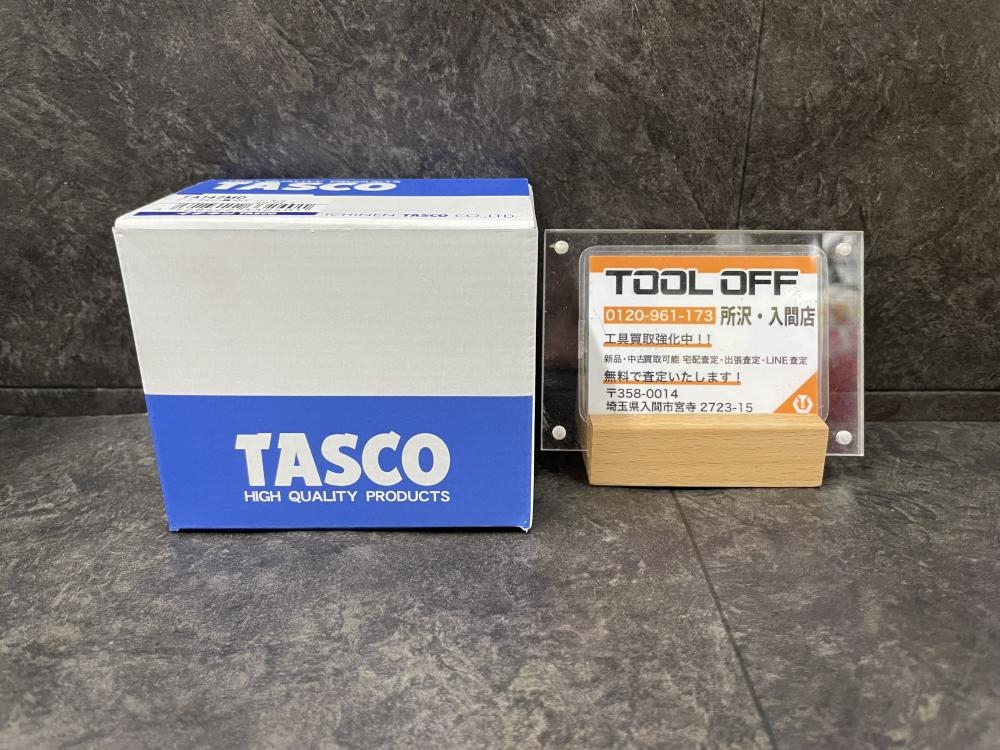 TASCO
TA142MD
ICHINEN TASCO CO.,LTD.
TASCO
HIGH QUALITY PRODUCTS
TOOL OFF
0120-961-173 所沢・入間店
工具買取強化中！！
新品・中古買取可能 宅配査定・出張査定・LINE査定
無料で査定いたします！
〒358-0014
埼玉県入間市宮寺 2723-15